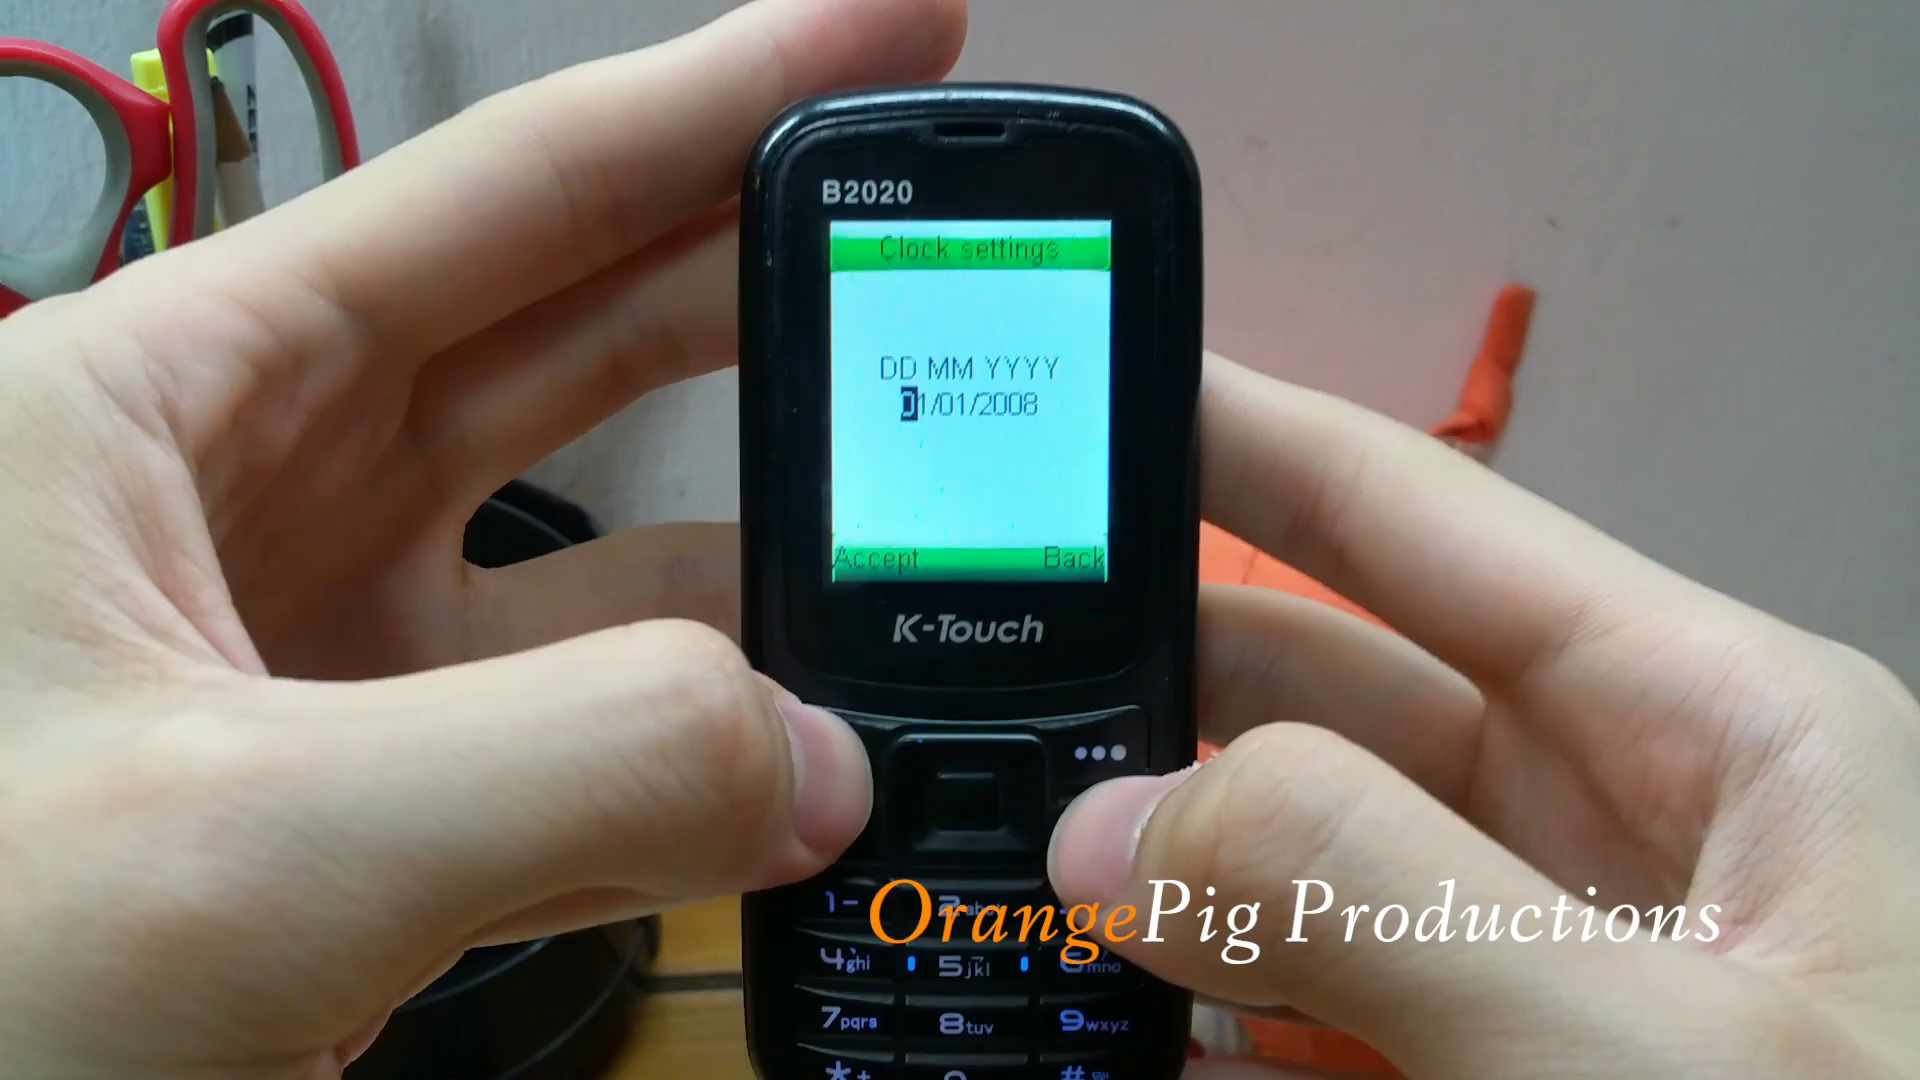 B2020
Clock settings
DD MM YYYY
01/01/2008
Accept Back
K-Touch
1
OrangePig Productions
4ghi 5jkl 6mno
7pqrs 8tuv 9wxyz
*+ #